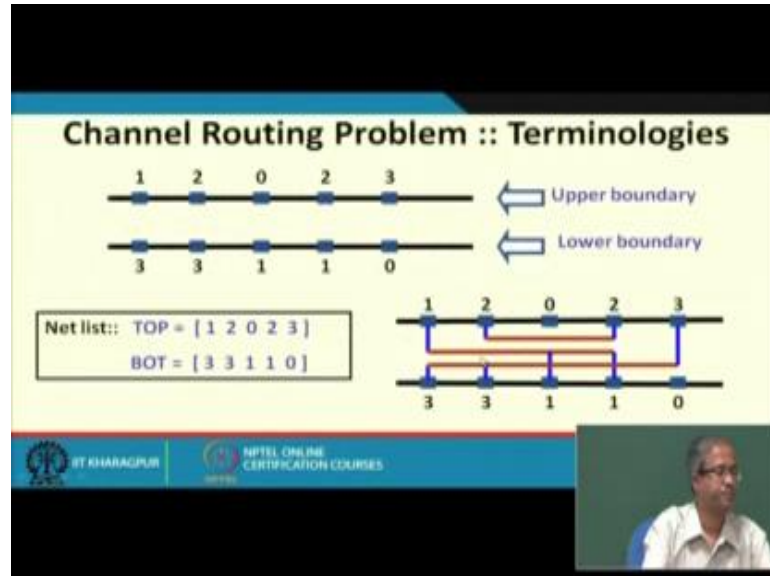 Channel Routing Problem :: Terminologies
1 2 0 2 3
Upper boundary
Lower boundary
3 3 1 1 0
Net list:: TOP = [ 1 2 0 2 3 ]
BOT = [ 3 3 1 1 0 ]
1 2 0 2 3
3 3 1 1 0
IIT KHARAGPUR
NPTEL ONLINE
CERTIFICATION COURSES
NPTEL